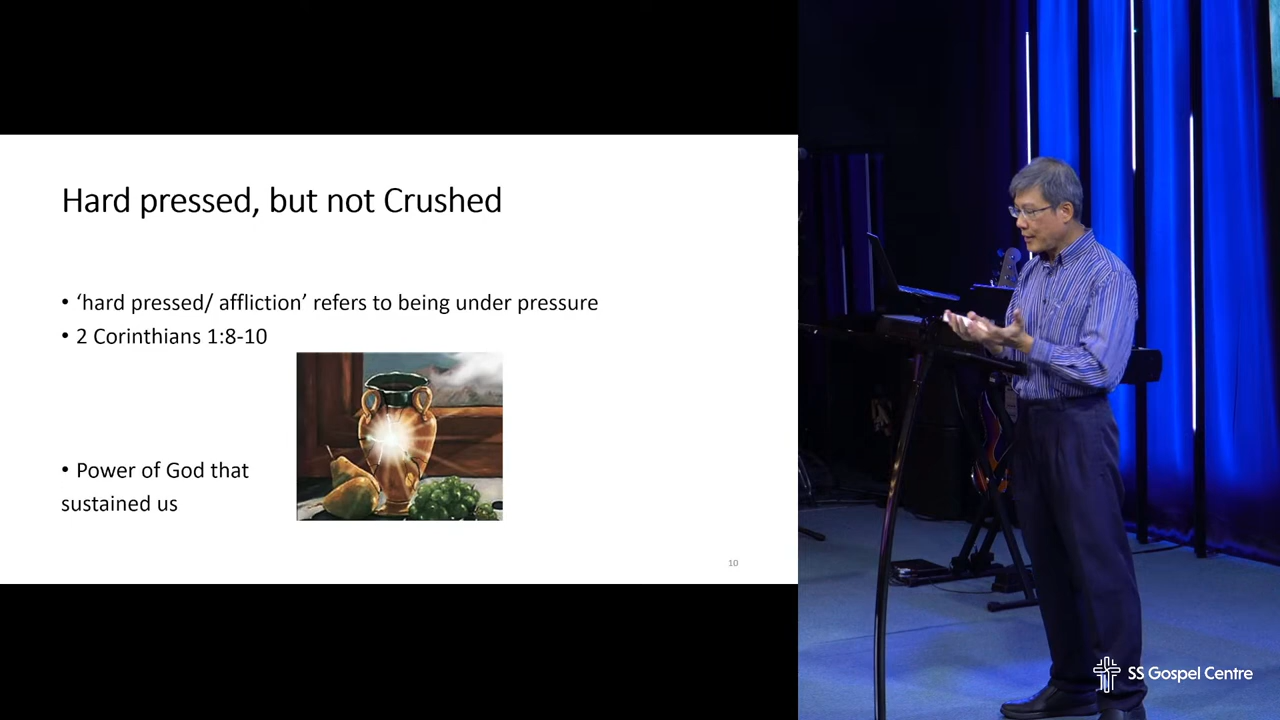 Hard pressed, but not Crushed
• ‘hard pressed/ affliction’ refers to being under pressure
• 2 Corinthians 1:8-10
• Power of God that
sustained us
10
SS Gospel Centre